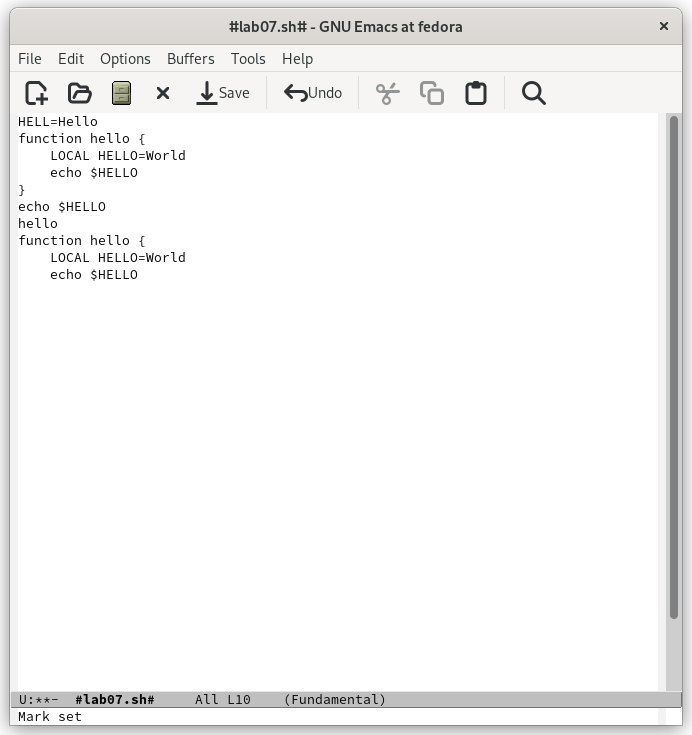 #lab07.sh# - GNU Emacs at fedora
File Edit Options Buffers Tools Help
Save Undo
HELL=Hello
function hello {
    LOCAL HELLO=World
    echo $HELLO
}
echo $HELLO
hello
function hello {
    LOCAL HELLO=World
    echo $HELLO
U:**-  #lab07.sh#     All L10    (Fundamental)
Mark set